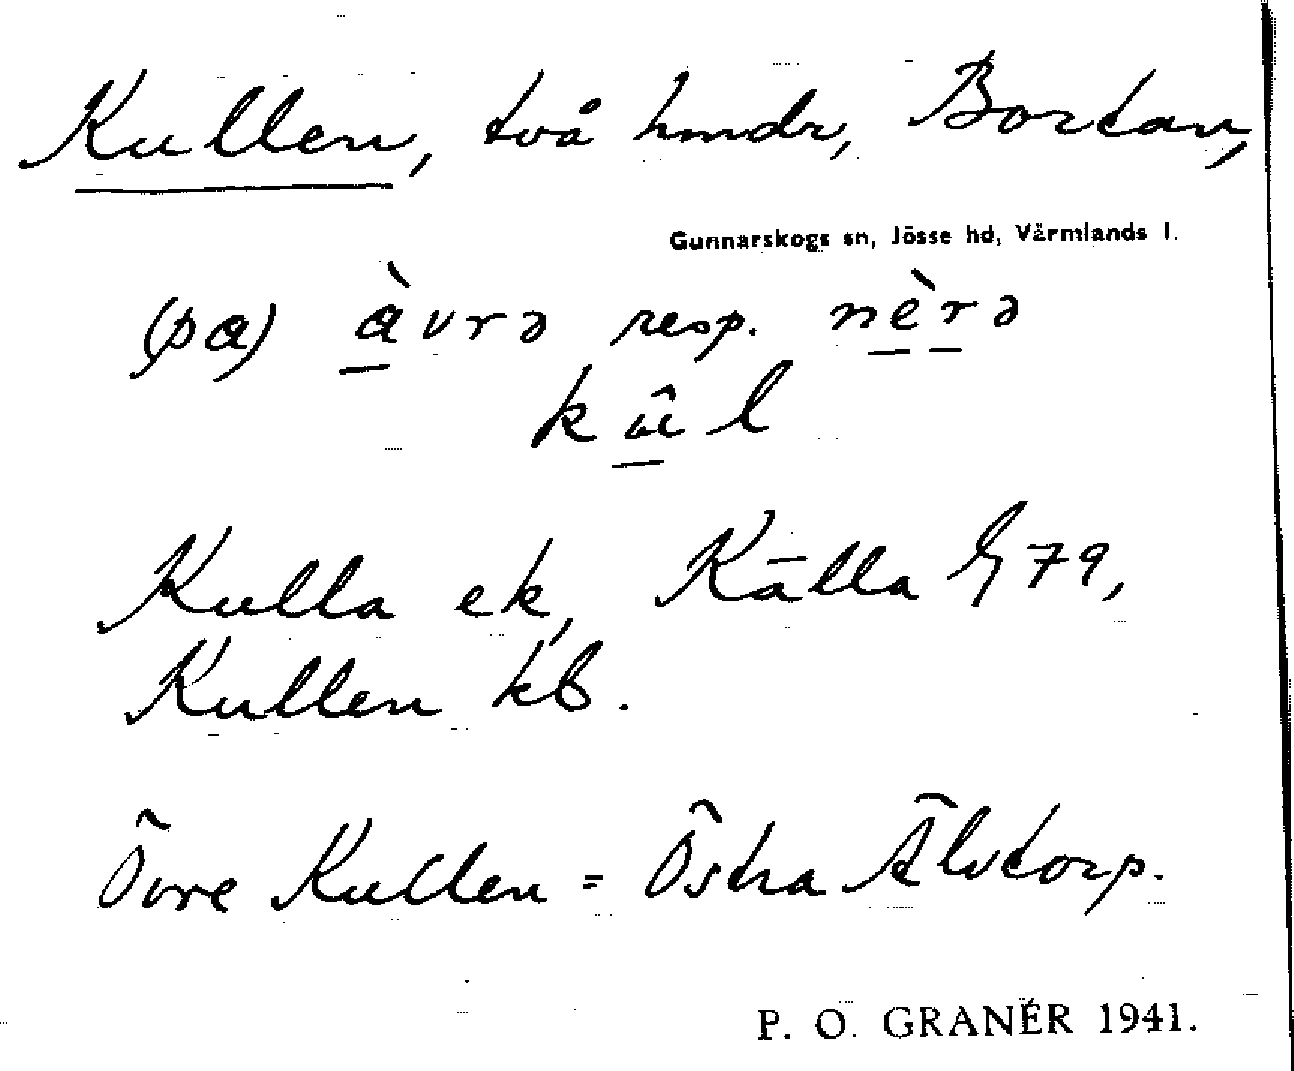 Kullen, två hmdr, Bortan,
Gunnarskogs sn, Jösse hd, Värmlands l.
(på) àvrə resp. nèrə
kûl
Kulla ek, Källa 79,
Kullen kb.
Övre Kullen = Östra Älvtorp.
P. O. GRANÉR 1941.